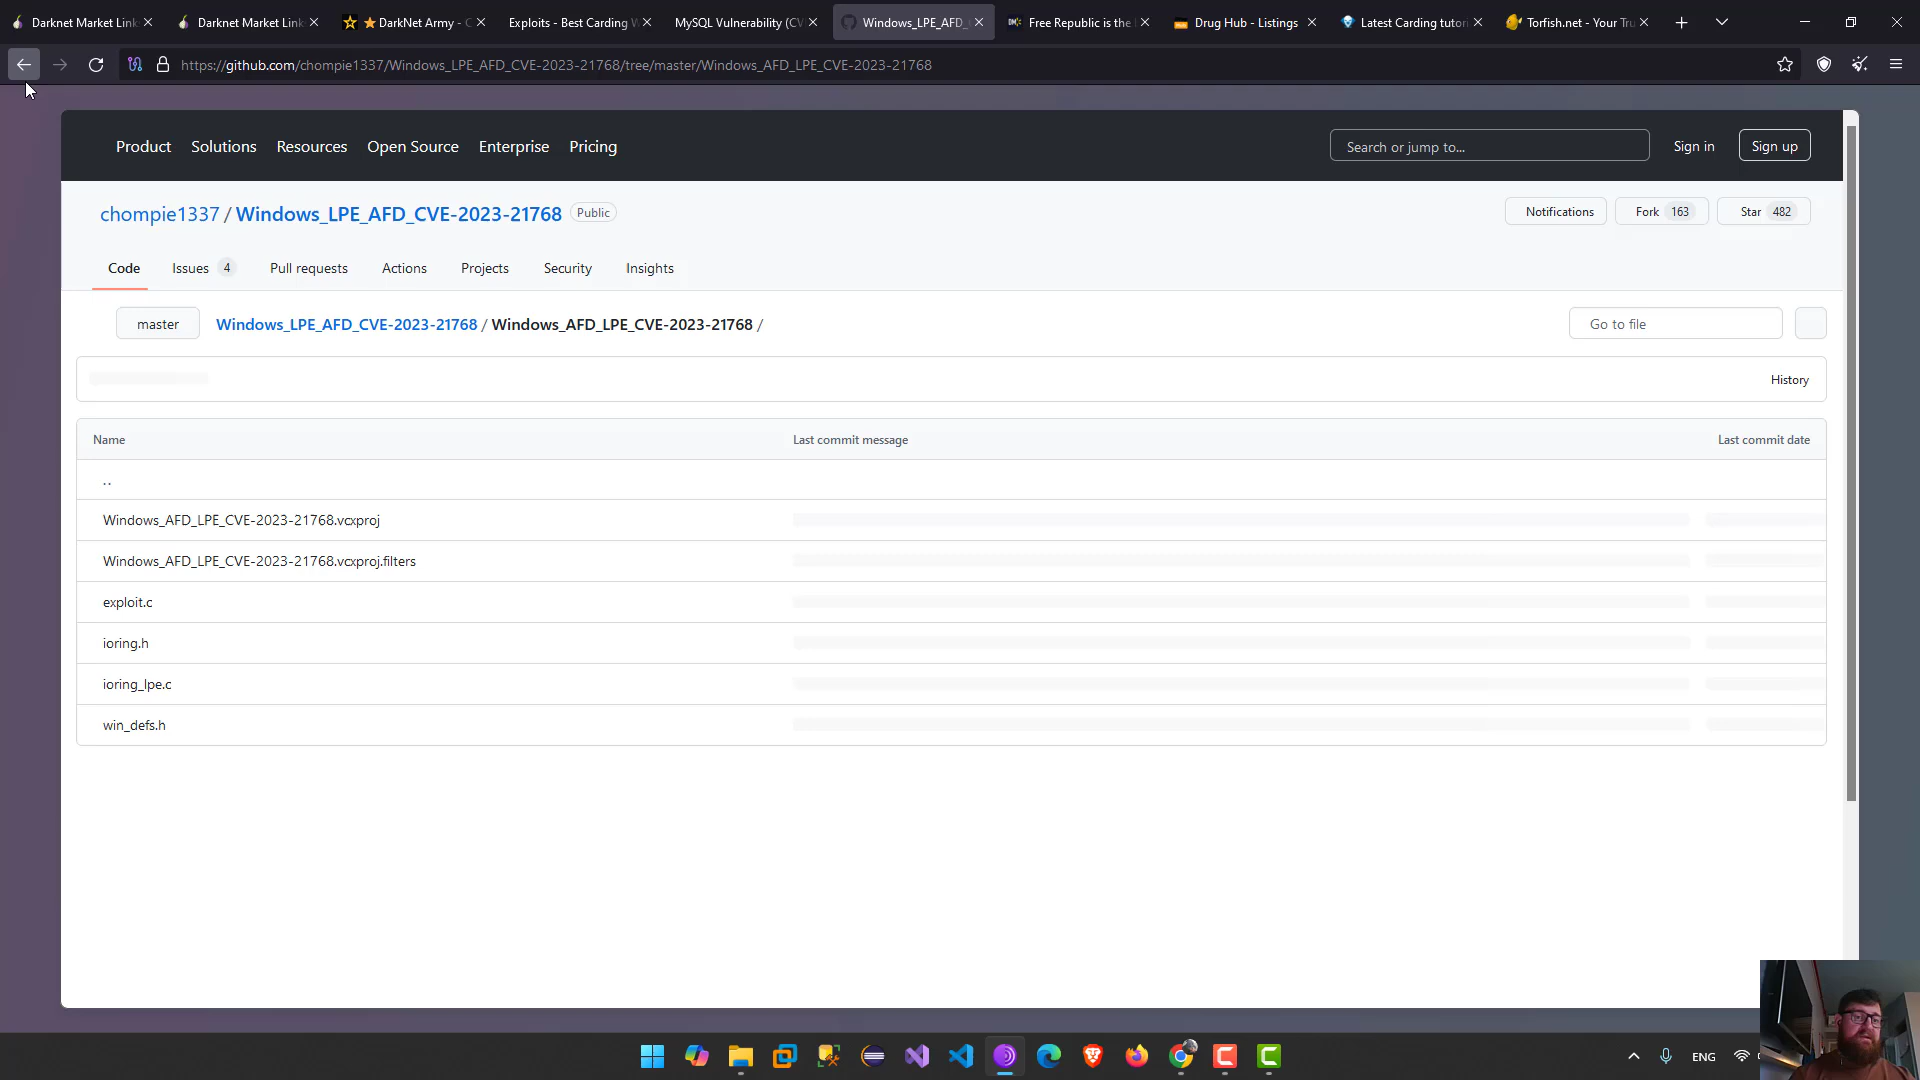 Darknet Market Link
Darknet Market Link
DarkNet Army - C
Exploits - Best Carding W
MySQL Vulnerability (CV
Windows_LPE_AFD_
Free Republic is the
Drug Hub - Listings
Latest Carding tutori
Torfish.net - Your Tru
https://github.com/chompie1337/Windows_LPE_AFD_CVE-2023-21768/tree/master/Windows_AFD_LPE_CVE-2023-21768
Product Solutions Resources Open Source Enterprise Pricing
Search or jump to... Sign in Sign up
chompie1337 / Windows_LPE_AFD_CVE-2023-21768 Public
Notifications Fork 163 Star 482
Code Issues 4 Pull requests Actions Projects Security Insights
master Windows_LPE_AFD_CVE-2023-21768 / Windows_AFD_LPE_CVE-2023-21768 / Go to file
History
Name Last commit message Last commit date
..
Windows_AFD_LPE_CVE-2023-21768.vcxproj
Windows_AFD_LPE_CVE-2023-21768.vcxproj.filters
exploit.c
ioring.h
ioring_lpe.c
win_defs.h
ENG